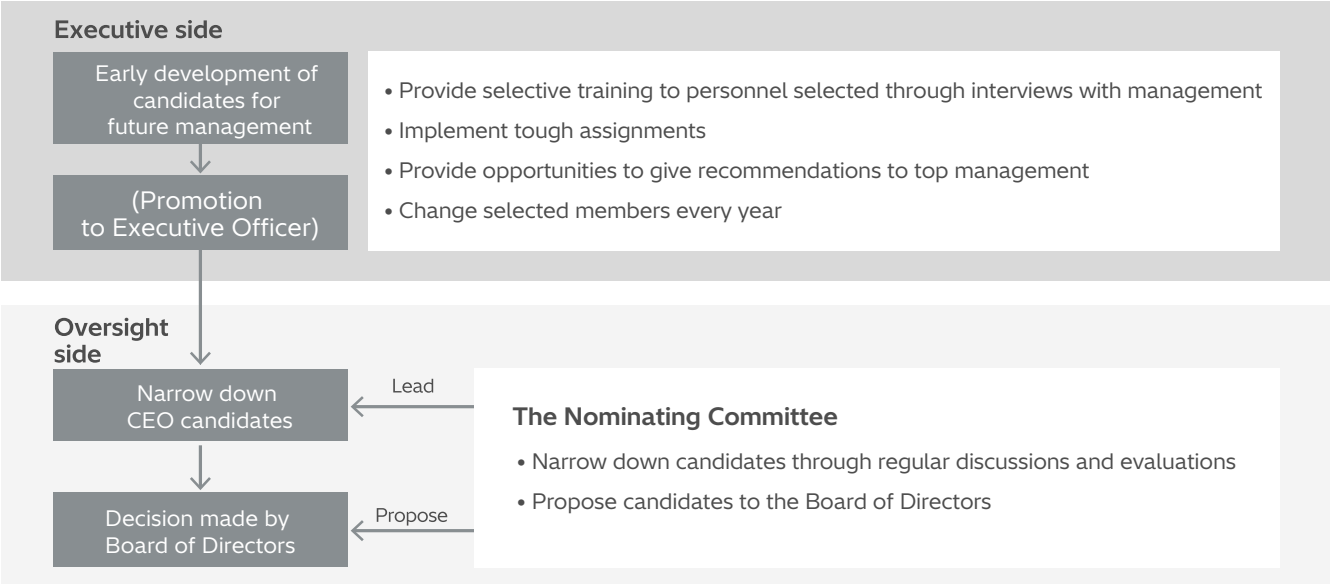 Executive side
Early development of
candidates for
future management
• Provide selective training to personnel selected through interviews with management
• Implement tough assignments
• Provide opportunities to give recommendations to top management
• Change selected members every year
(Promotion
to Executive Officer)
Oversight
side
Narrow down
CEO candidates
Lead
The Nominating Committee
• Narrow down candidates through regular discussions and evaluations
• Propose candidates to the Board of Directors
Propose
Decision made by
Board of Directors